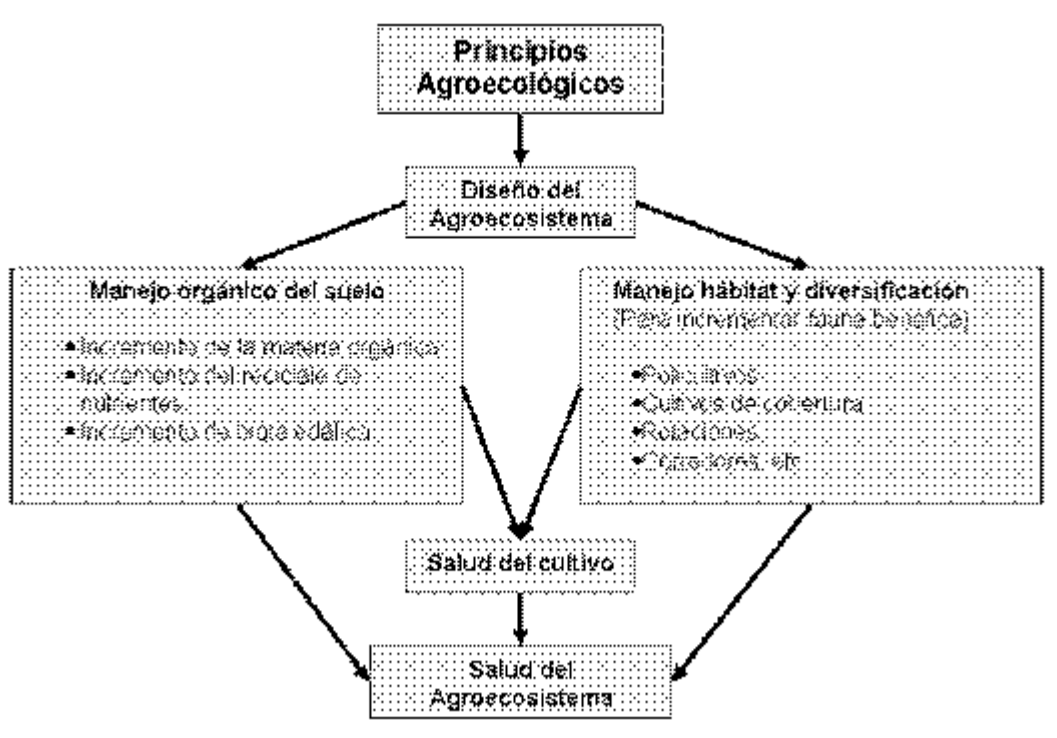 Principios
Agroecológicos
Diseño del
Agroecosistema
Manejo orgánico del suelo
•Incremento de la materia orgánica
•Incremento del reciclaje de
nutrientes
•Incremento de biota edáfica
Manejo hábitat y diversificación
(Para incrementar fauna benéfica)
•Policultivos
•Cultivos de cobertura
•Rotaciones
•Corredores, etc
Salud del cultivo
Salud del
Agroecosistema